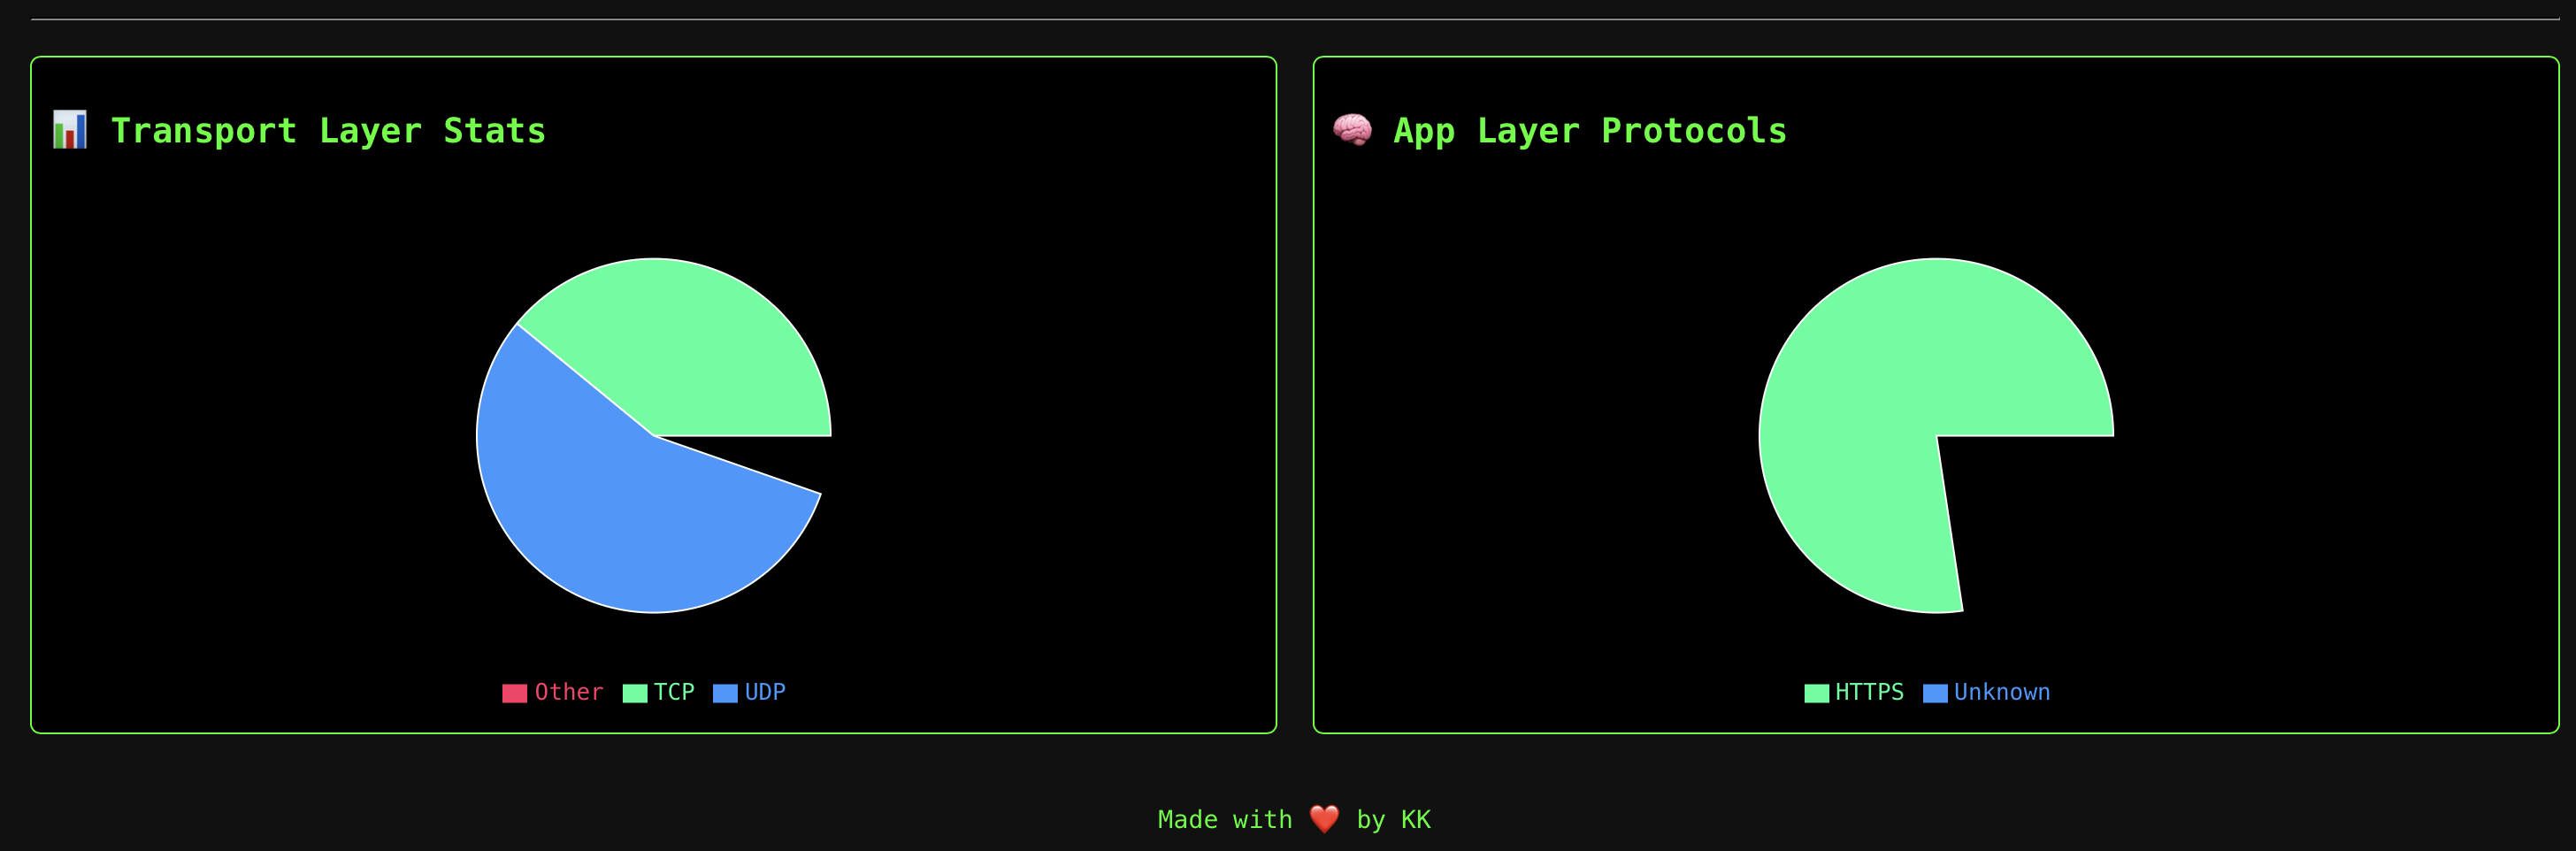 📊 Transport Layer Stats
Other TCP UDP
🧠 App Layer Protocols
HTTPS Unknown
Made with ❤️ by KK